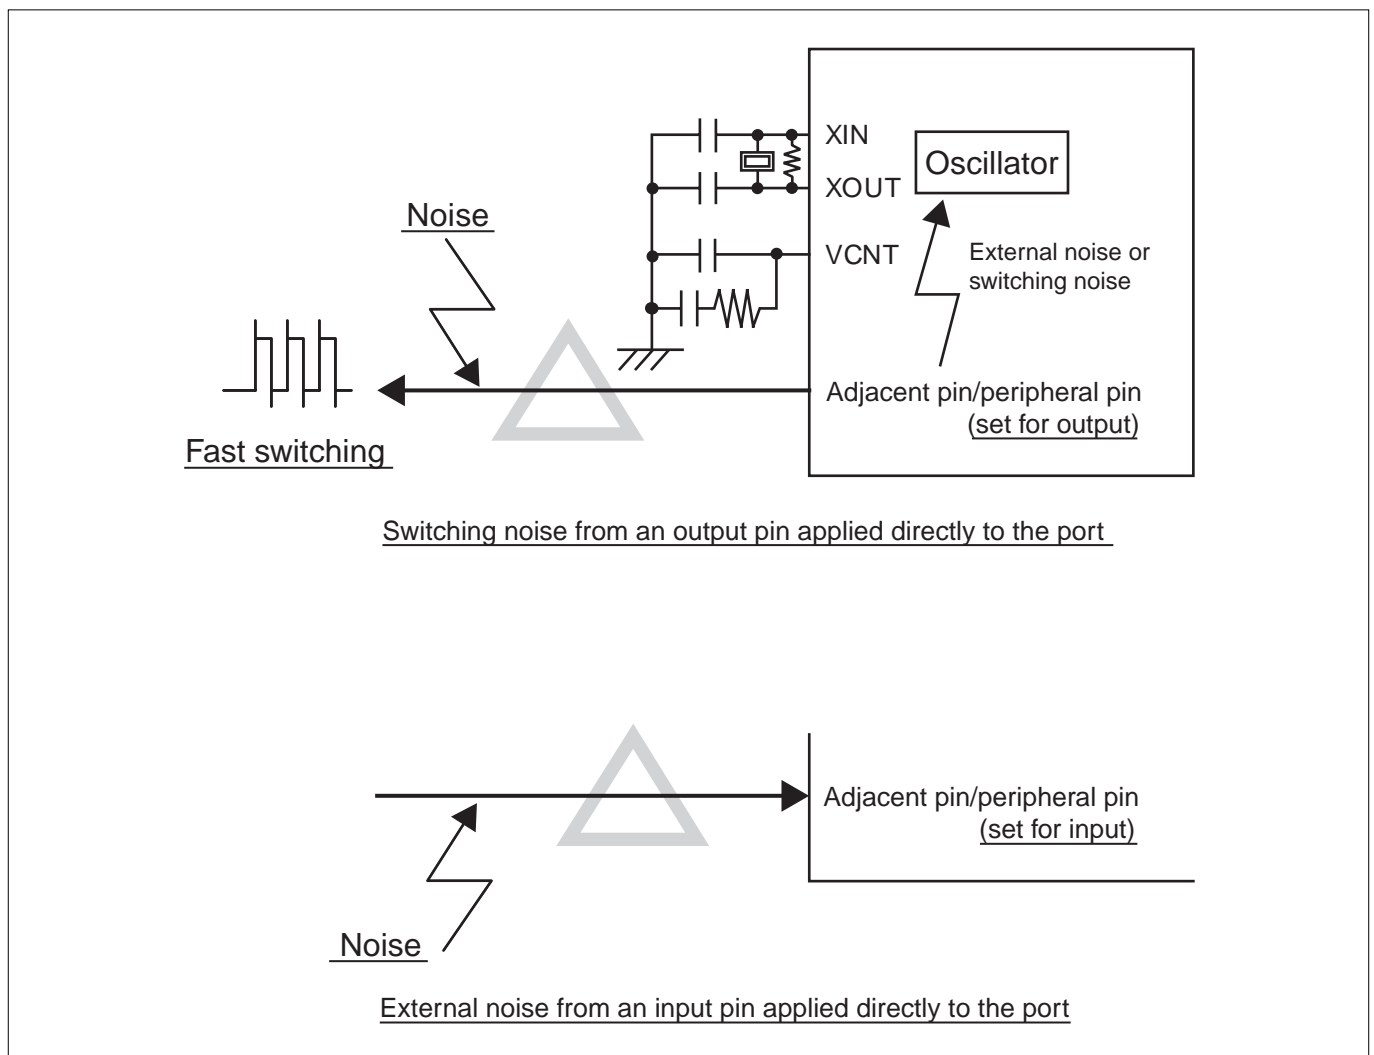 XIN
Oscillator
XOUT
Noise
VCNT
External noise or
switching noise
Adjacent pin/peripheral pin
(set for output)
Fast switching
Switching noise from an output pin applied directly to the port
Adjacent pin/peripheral pin
(set for input)
Noise
External noise from an input pin applied directly to the port